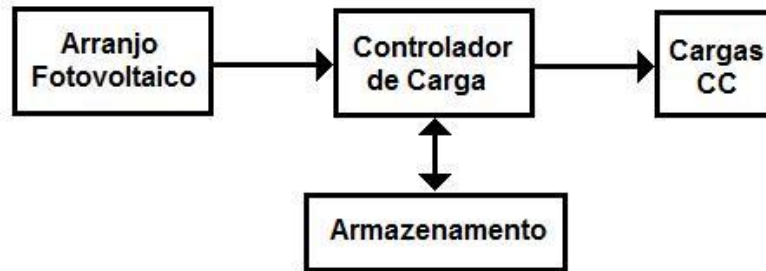 Arranjo
Fotovoltaico
Controlador
de Carga
Cargas
CC
Armazenamento